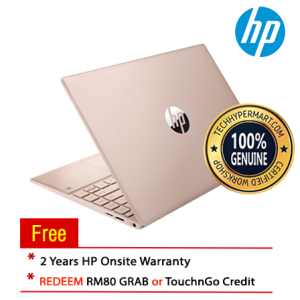 hp
hp
TECHHYPERMART.COM
100%
GENUINE
CERTIFIED WORKSHOP
Free
* 2 Years HP Onsite Warranty
* REDEEM RM80 GRAB or TouchnGo Credit